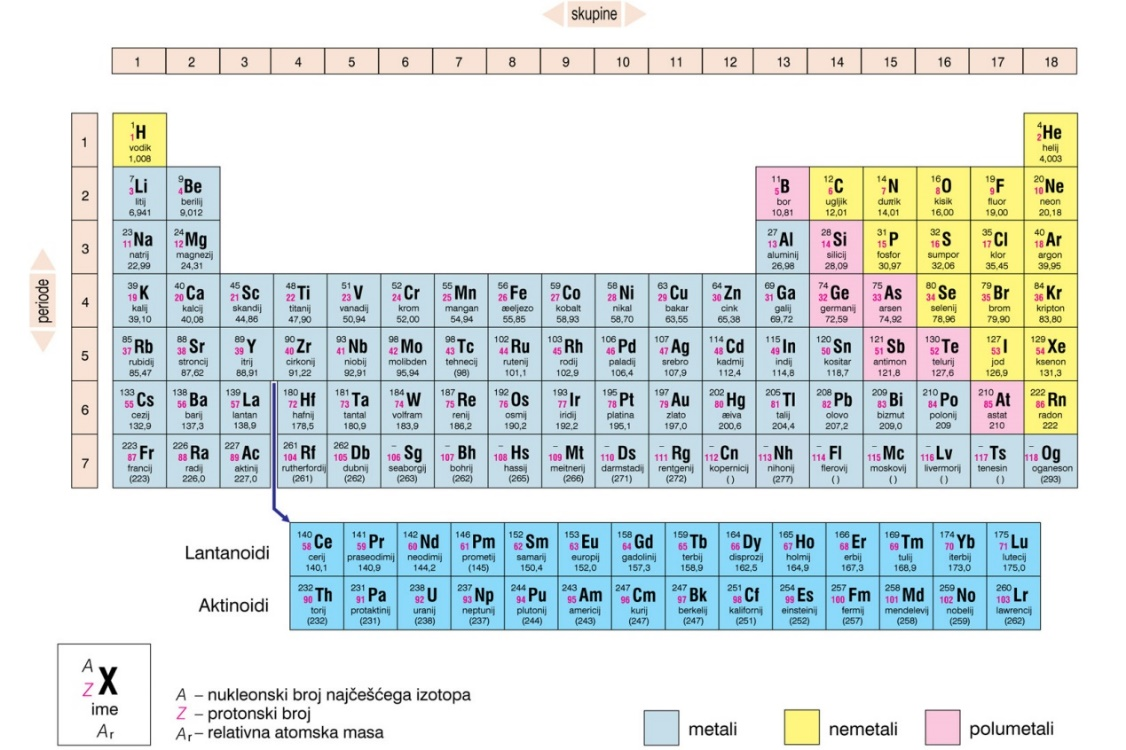 skupine
1 2 3 4 5 6 7 8 9 10 11 12 13 14 15 16 17 18
periode
1
1 1 H 4 2 He
vodik helij
1,008 4,003
2
7 3 Li 9 4 Be 11 5 B 12 6 C 14 7 N 16 8 O 19 9 F 20 10 Ne
litij berilij bor ugljik kisik fluor neon
6,941 9,012 10,81 12,01 14,01 16,00 19,00 20,18
3
23 11 Na 24 12 Mg 27 13 Al 28 14 Si 31 15 P 32 16 S 35 17 Cl 40 18 Ar
natrij magnezij aluminij silicij fosfor sumpor klor argon
22,99 24,31 26,98 28,09 30,97 32,06 35,45 39,95
4
39 19 K 40 20 Ca 45 21 Sc 48 22 Ti 51 23 V 52 24 Cr 55 25 Mn 56 26 Fe 59 27 Co 58 28 Ni 63 29 Cu 64 30 Zn 69 31 Ga 74 32 Ge 75 33 As 80 34 Se 79 35 Br 84 36 Kr
kalij kalcij skandij titanij vanadij krom mangan æeljezo kobalt nikal bakar cink galij germanij arsen selenij brom kripton
39,10 40,08 44,86 47,90 50,94 52,00 54,94 55,85 58,93 58,70 63,55 65,38 69,72 72,59 74,92 78,96 79,90 83,80
5
85 37 Rb 88 38 Sr 89 39 Y 90 40 Zr 93 41 Nb 98 42 Mo 98 43 Tc 102 44 Ru 103 45 Rh 106 46 Pd 107 47 Ag 114 48 Cd 115 49 In 120 50 Sn 121 51 Sb 130 52 Te 127 53 I 129 54 Xe
rubidij stroncij itrij cirkonij niobij molibden tehnecij rutenij rodij paladij srebro kadmij indij kositar antimon telurij jod ksenon
85,47 87,62 88,91 91,22 92,91 95,94 (98) 101,1 102,9 106,4 107,9 112,4 114,8 118,7 121,8 127,6 126,9 131,3
6
133 55 Cs 138 56 Ba 139 57 La 180 72 Hf 181 73 Ta 184 74 W 187 75 Re 192 76 Os 193 77 Ir 195 78 Pt 197 79 Au 202 80 Hg 205 81 Tl 208 82 Pb 209 83 Bi 210 84 Po 210 85 At 222 86 Rn
cezij barij lantan hafnij tantal volfram renij osmij iridij platina zlato æiva talij olovo bizmut polonij astat radon
132,9 137,3 138,9 178,5 180,9 183,9 186,2 190,2 192,2 195,1 197,0 200,6 204,4 207,2 209,0 209 210 222
7
223 87 Fr 226 88 Ra 227 89 Ac 261 104 Rf 262 105 Db – 106 Sg – 107 Bh – 108 Hs – 109 Mt – 110 Ds – 111 Rg – 112 Cn – 113 Nh – 114 Fl – 115 Mc – 116 Lv – 117 Ts – 118 Og
francij radij aktinij rutherfordij dubnij seaborgij bohrij hassij meitnerij darmstadij rentgenij kopernicij nihonij flerovij moskovij livermorij tenesin oganeson
(223) 226,0 227,0 (261) (262) (263) (262) (265) (266) (271) (272) ( ) (277) ( ) ( ) ( ) ( ) (293)
Lantanoidi
140 58 Ce 141 59 Pr 142 60 Nd 146 61 Pm 152 62 Sm 153 63 Eu 158 64 Gd 159 65 Tb 164 66 Dy 165 67 Ho 166 68 Er 169 69 Tm 174 70 Yb 175 71 Lu
cerij praseodimij neodimij prometij samarij europij gadolinij terbij disprozij holmij erbij tulij iterbij lutecij
140,1 140,9 144,2 (145) 150,4 152,0 157,3 158,9 162,5 164,9 167,3 168,9 173,0 175,0
Aktinoidi
232 90 Th 231 91 Pa 238 92 U 237 93 Np 244 94 Pu 243 95 Am 247 96 Cm 247 97 Bk 251 98 Cf 254 99 Es 257 100 Fm 258 101 Md 259 102 No 260 103 Lr
torij protaktinij uranij neptunij plutonij americij kurij berkelij kalifornij einsteinij fermij mendelevij nobelij lawrencij
(232) (231) (238) (237) (244) (243) (247) (247) (251) (252) (257) (258) (259) (262)
A Z X
ime
Ar
A – nukleonski broj najčešćega izotopa
Z – protonski broj
Ar – relativna atomska masa
metali nemetali polumetali